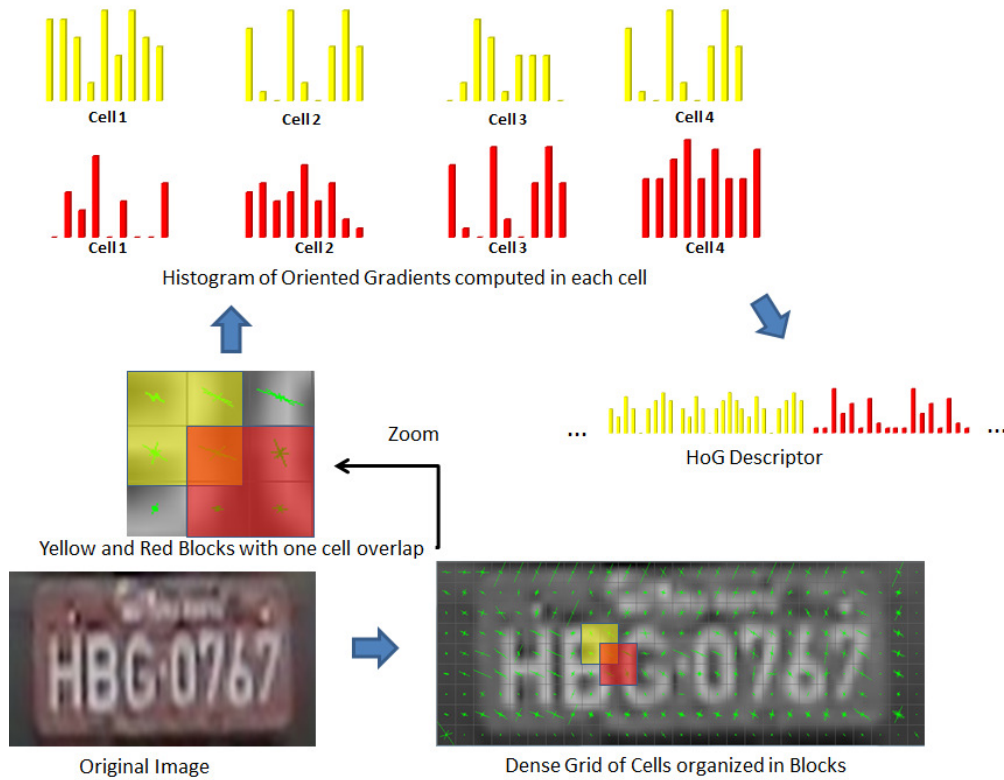 Cell 1
Cell 2
Cell 3
Cell 4
Cell 1
Cell 2
Cell 3
Cell 4
Histogram of Oriented Gradients computed in each cell
Zoom
...
...
HoG Descriptor
Yellow and Red Blocks with one cell overlap
HBG·0767
HBG·0767
Original Image
Dense Grid of Cells organized in Blocks